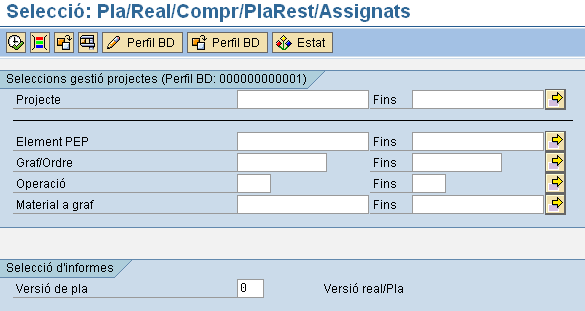 Selecció: Pla/Real/Compr/PlaRest/Assignats
Perfil BD Perfil BD Estat
Seleccions gestió projectes (Perfil BD: 000000000001)
Projecte Fins
Element PEP Fins
Graf/Ordre Fins
Operació Fins
Material a graf Fins
Selecció d'informes
Versió de pla 0 Versió real/Pla